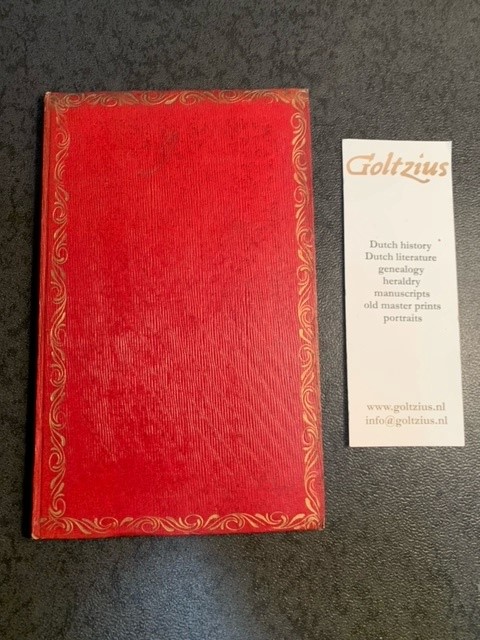 Goltzius
Dutch history
Dutch literature
genealogy
heraldry
manuscripts
old master prints
portraits
www.goltzius.nl
info@goltzius.nl